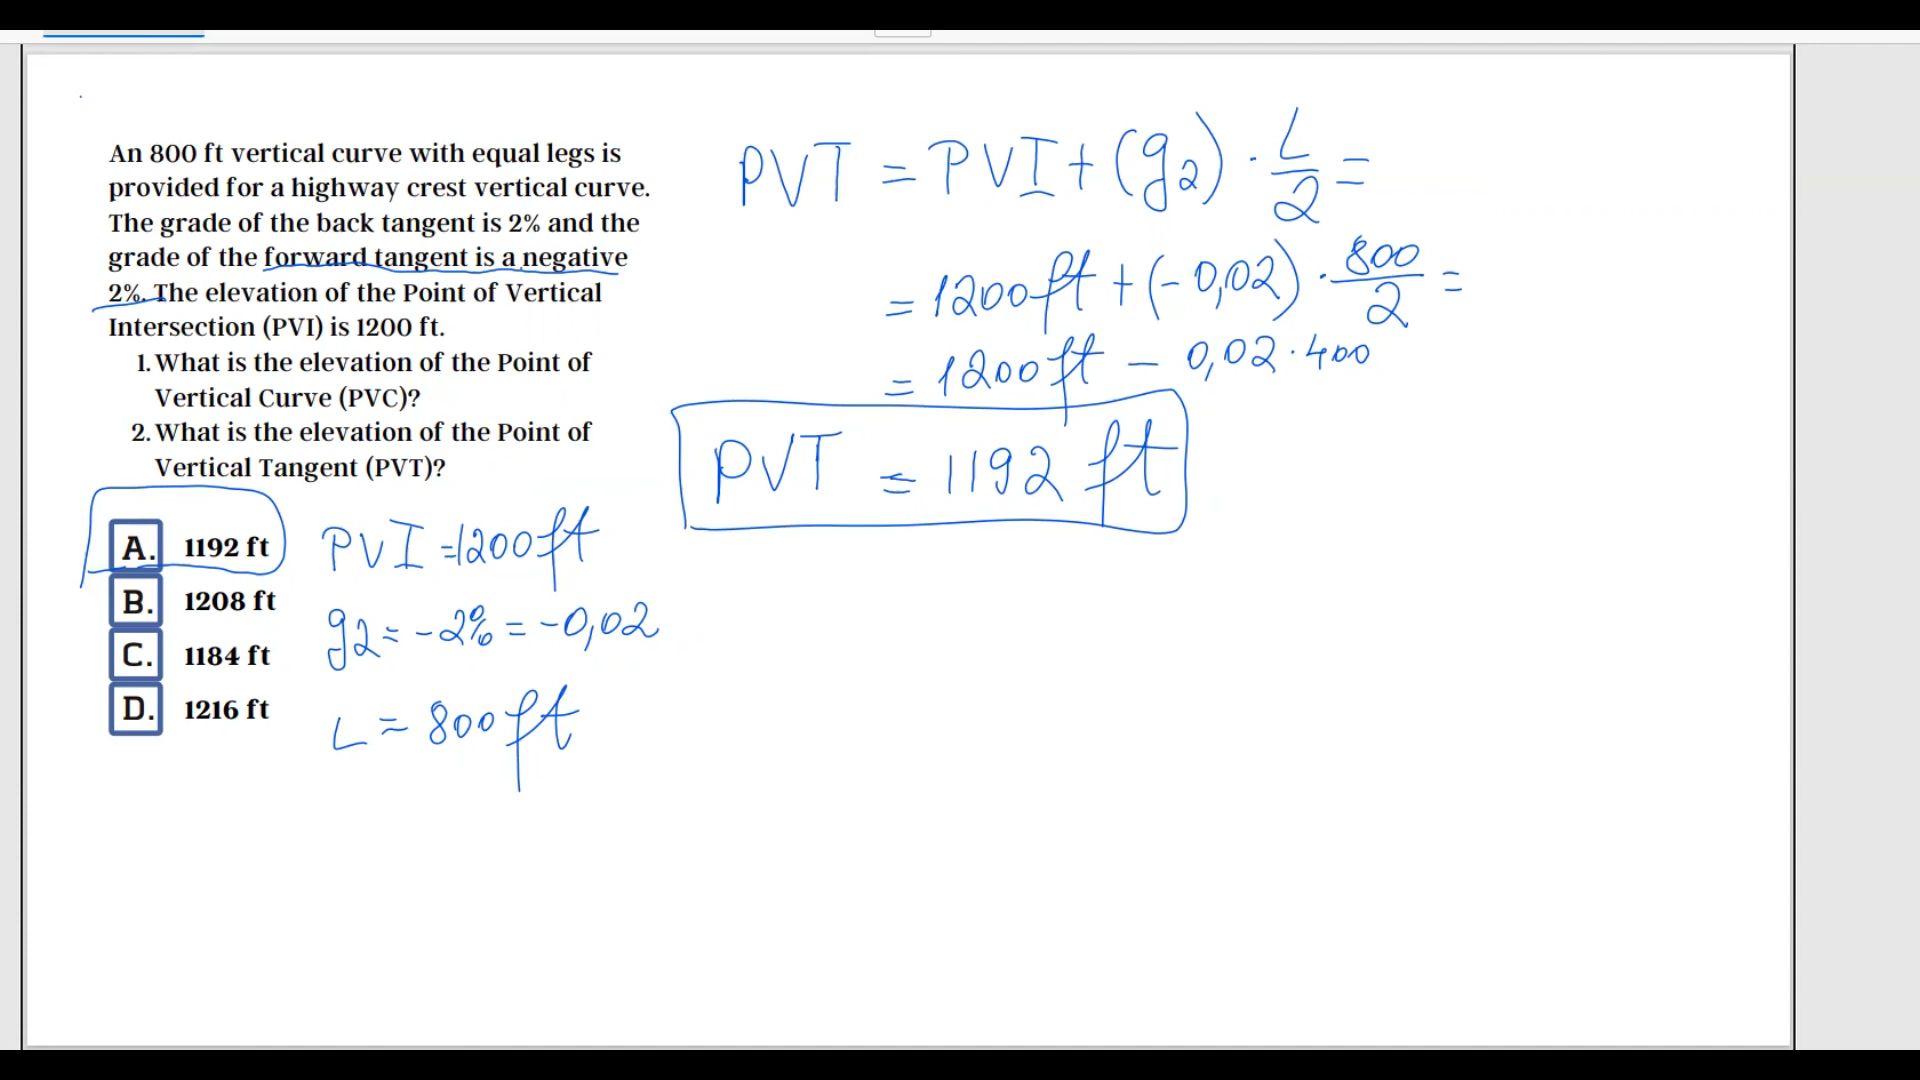 An 800 ft vertical curve with equal legs is
provided for a highway crest vertical curve.
The grade of the back tangent is 2% and the
grade of the forward tangent is a negative
2%. The elevation of the Point of Vertical
Intersection (PVI) is 1200 ft.
1. What is the elevation of the Point of
Vertical Curve (PVC)?
2. What is the elevation of the Point of
Vertical Tangent (PVT)?
A. 1192 ft
B. 1208 ft
C. 1184 ft
D. 1216 ft
PVI = 1200 ft
g2 = -2% = -0,02
L = 800 ft
PVT = PVI + (g2) · L/2 =
= 1200 ft + (-0,02) · 800/2 =
= 1200 ft - 0,02 · 400
PVT = 1192 ft